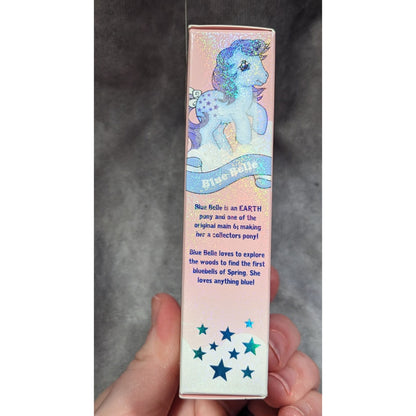 Blue Belle
Blue Belle is an EARTH
pony and one of the
original main 6; making
her a collectors pony!
Blue Belle loves to explore
the woods to find the first
bluebells of Spring. She
loves anything blue!